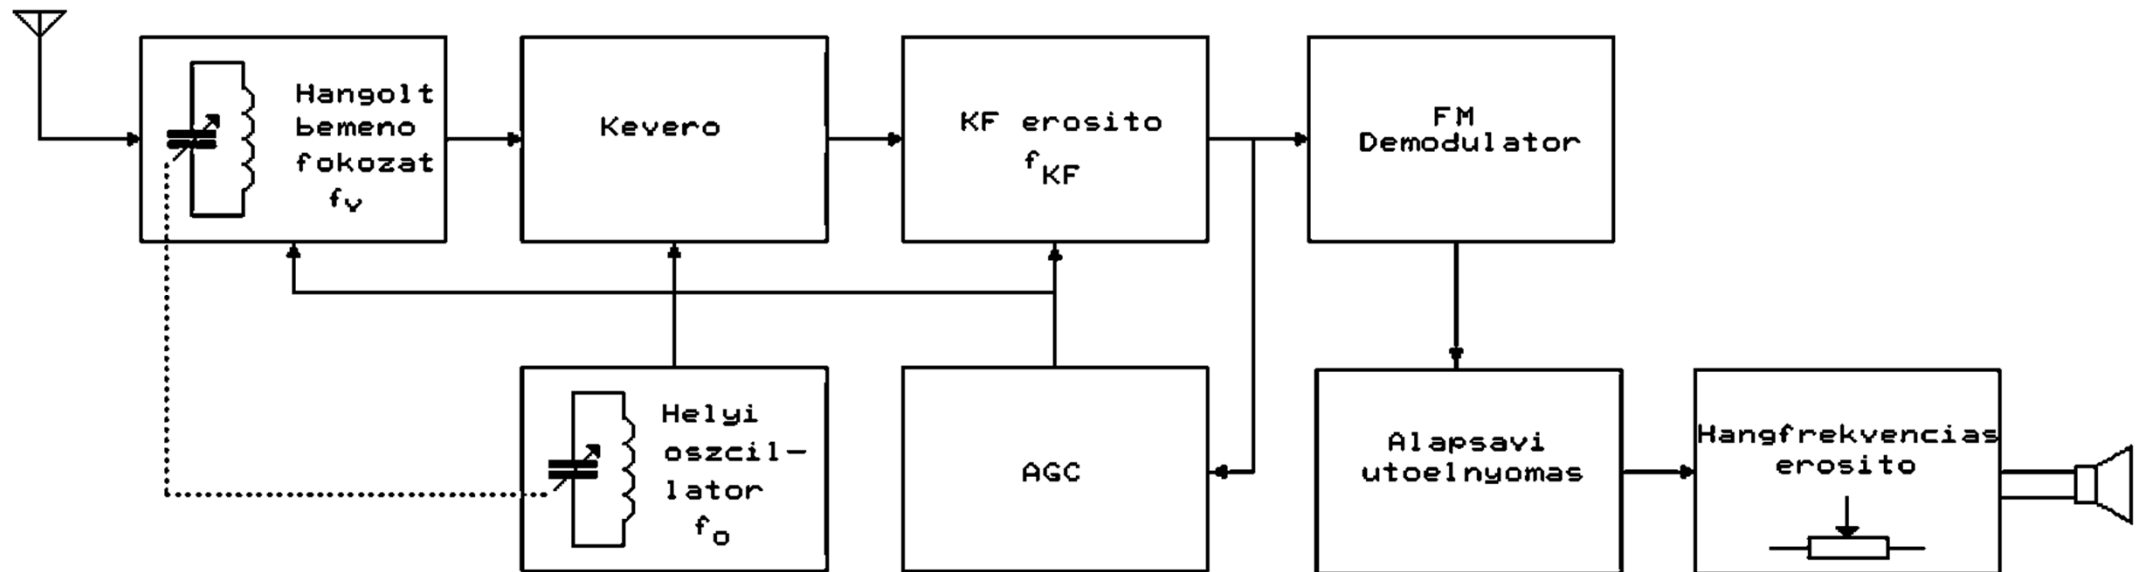 Hangolt
bemeno
fokozat
fv
Kevero
KF erosito
fKF
FM
Demodulator
Helyi
oszcil-
lator
fo
AGC
Alapsavi
utoelnyomas
Hangfrekvencias
erosito